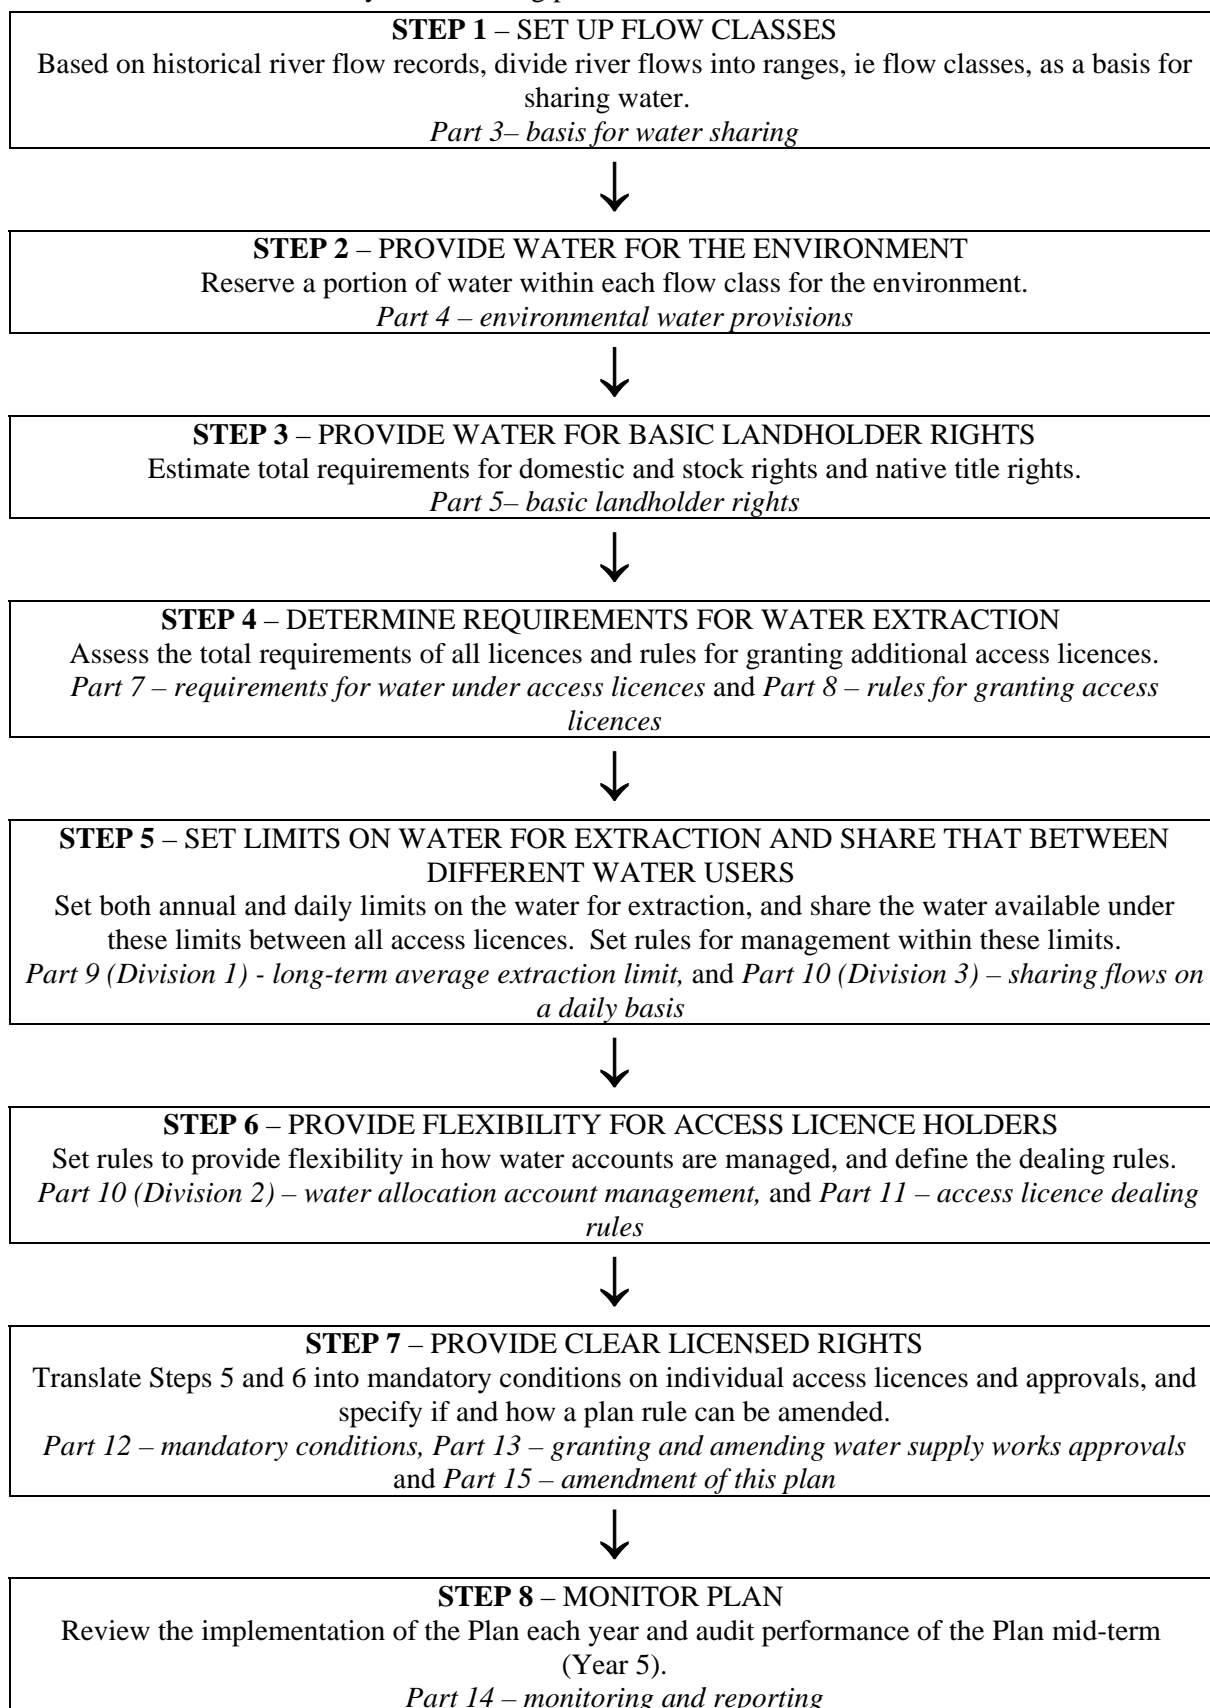 STEP 1 – SET UP FLOW CLASSES
Based on historical river flow records, divide river flows into ranges, ie flow classes, as a basis for
sharing water.
Part 3– basis for water sharing
STEP 2 – PROVIDE WATER FOR THE ENVIRONMENT
Reserve a portion of water within each flow class for the environment.
Part 4 – environmental water provisions
STEP 3 – PROVIDE WATER FOR BASIC LANDHOLDER RIGHTS
Estimate total requirements for domestic and stock rights and native title rights.
Part 5– basic landholder rights
STEP 4 – DETERMINE REQUIREMENTS FOR WATER EXTRACTION
Assess the total requirements of all licences and rules for granting additional access licences.
Part 7 – requirements for water under access licences and Part 8 – rules for granting access
licences
STEP 5 – SET LIMITS ON WATER FOR EXTRACTION AND SHARE THAT BETWEEN
DIFFERENT WATER USERS
Set both annual and daily limits on the water for extraction, and share the water available under
these limits between all access licences.  Set rules for management within these limits.
Part 9 (Division 1) - long-term average extraction limit, and Part 10 (Division 3) – sharing flows on
a daily basis
STEP 6 – PROVIDE FLEXIBILITY FOR ACCESS LICENCE HOLDERS
Set rules to provide flexibility in how water accounts are managed, and define the dealing rules.
Part 10 (Division 2) – water allocation account management, and Part 11 – access licence dealing
rules
STEP 7 – PROVIDE CLEAR LICENSED RIGHTS
Translate Steps 5 and 6 into mandatory conditions on individual access licences and approvals, and
specify if and how a plan rule can be amended.
Part 12 – mandatory conditions, Part 13 – granting and amending water supply works approvals
and Part 15 – amendment of this plan
STEP 8 – MONITOR PLAN
Review the implementation of the Plan each year and audit performance of the Plan mid-term
(Year 5).
Part 14 – monitoring and reporting